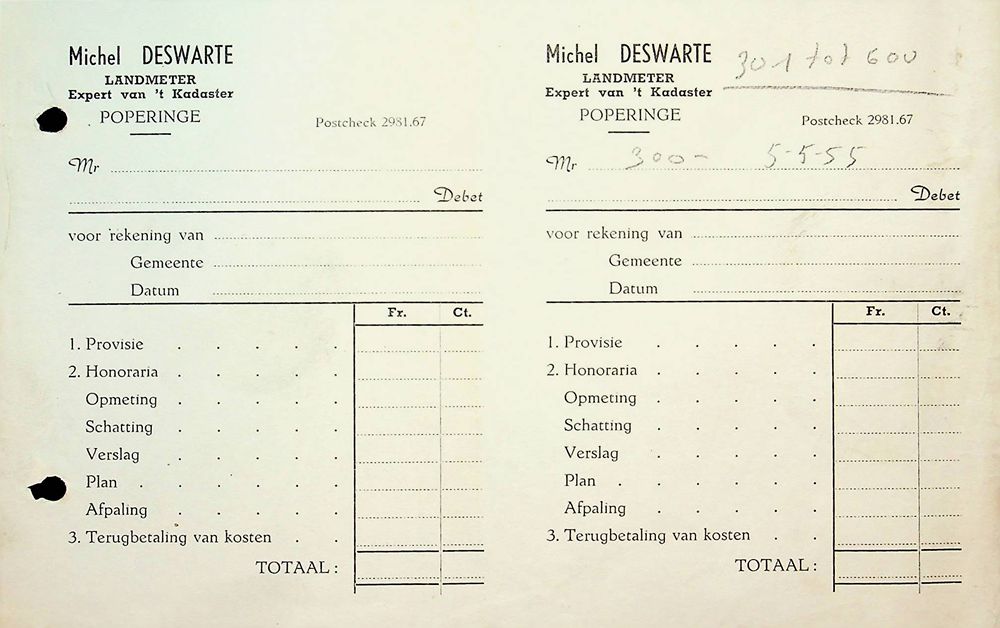 Michel DESWARTE
LANDMETER
Expert van 't Kadaster
POPERINGE
Postcheck 2981.67
Mr
Debet
voor rekening van
Gemeente
Datum
Fr. Ct.
1. Provisie
2. Honoraria
Opmeting
Schatting
Verslag
Plan
Afpaling
3. Terugbetaling van kosten
TOTAAL :
Michel DESWARTE
301 tot 600
LANDMETER
Expert van 't Kadaster
POPERINGE
Postcheck 2981.67
Mr 300- 5-5-55
Debet
voor rekening van
Gemeente
Datum
Fr. Ct.
1. Provisie
2. Honoraria
Opmeting
Schatting
Verslag
Plan
Afpaling
3. Terugbetaling van kosten
TOTAAL :